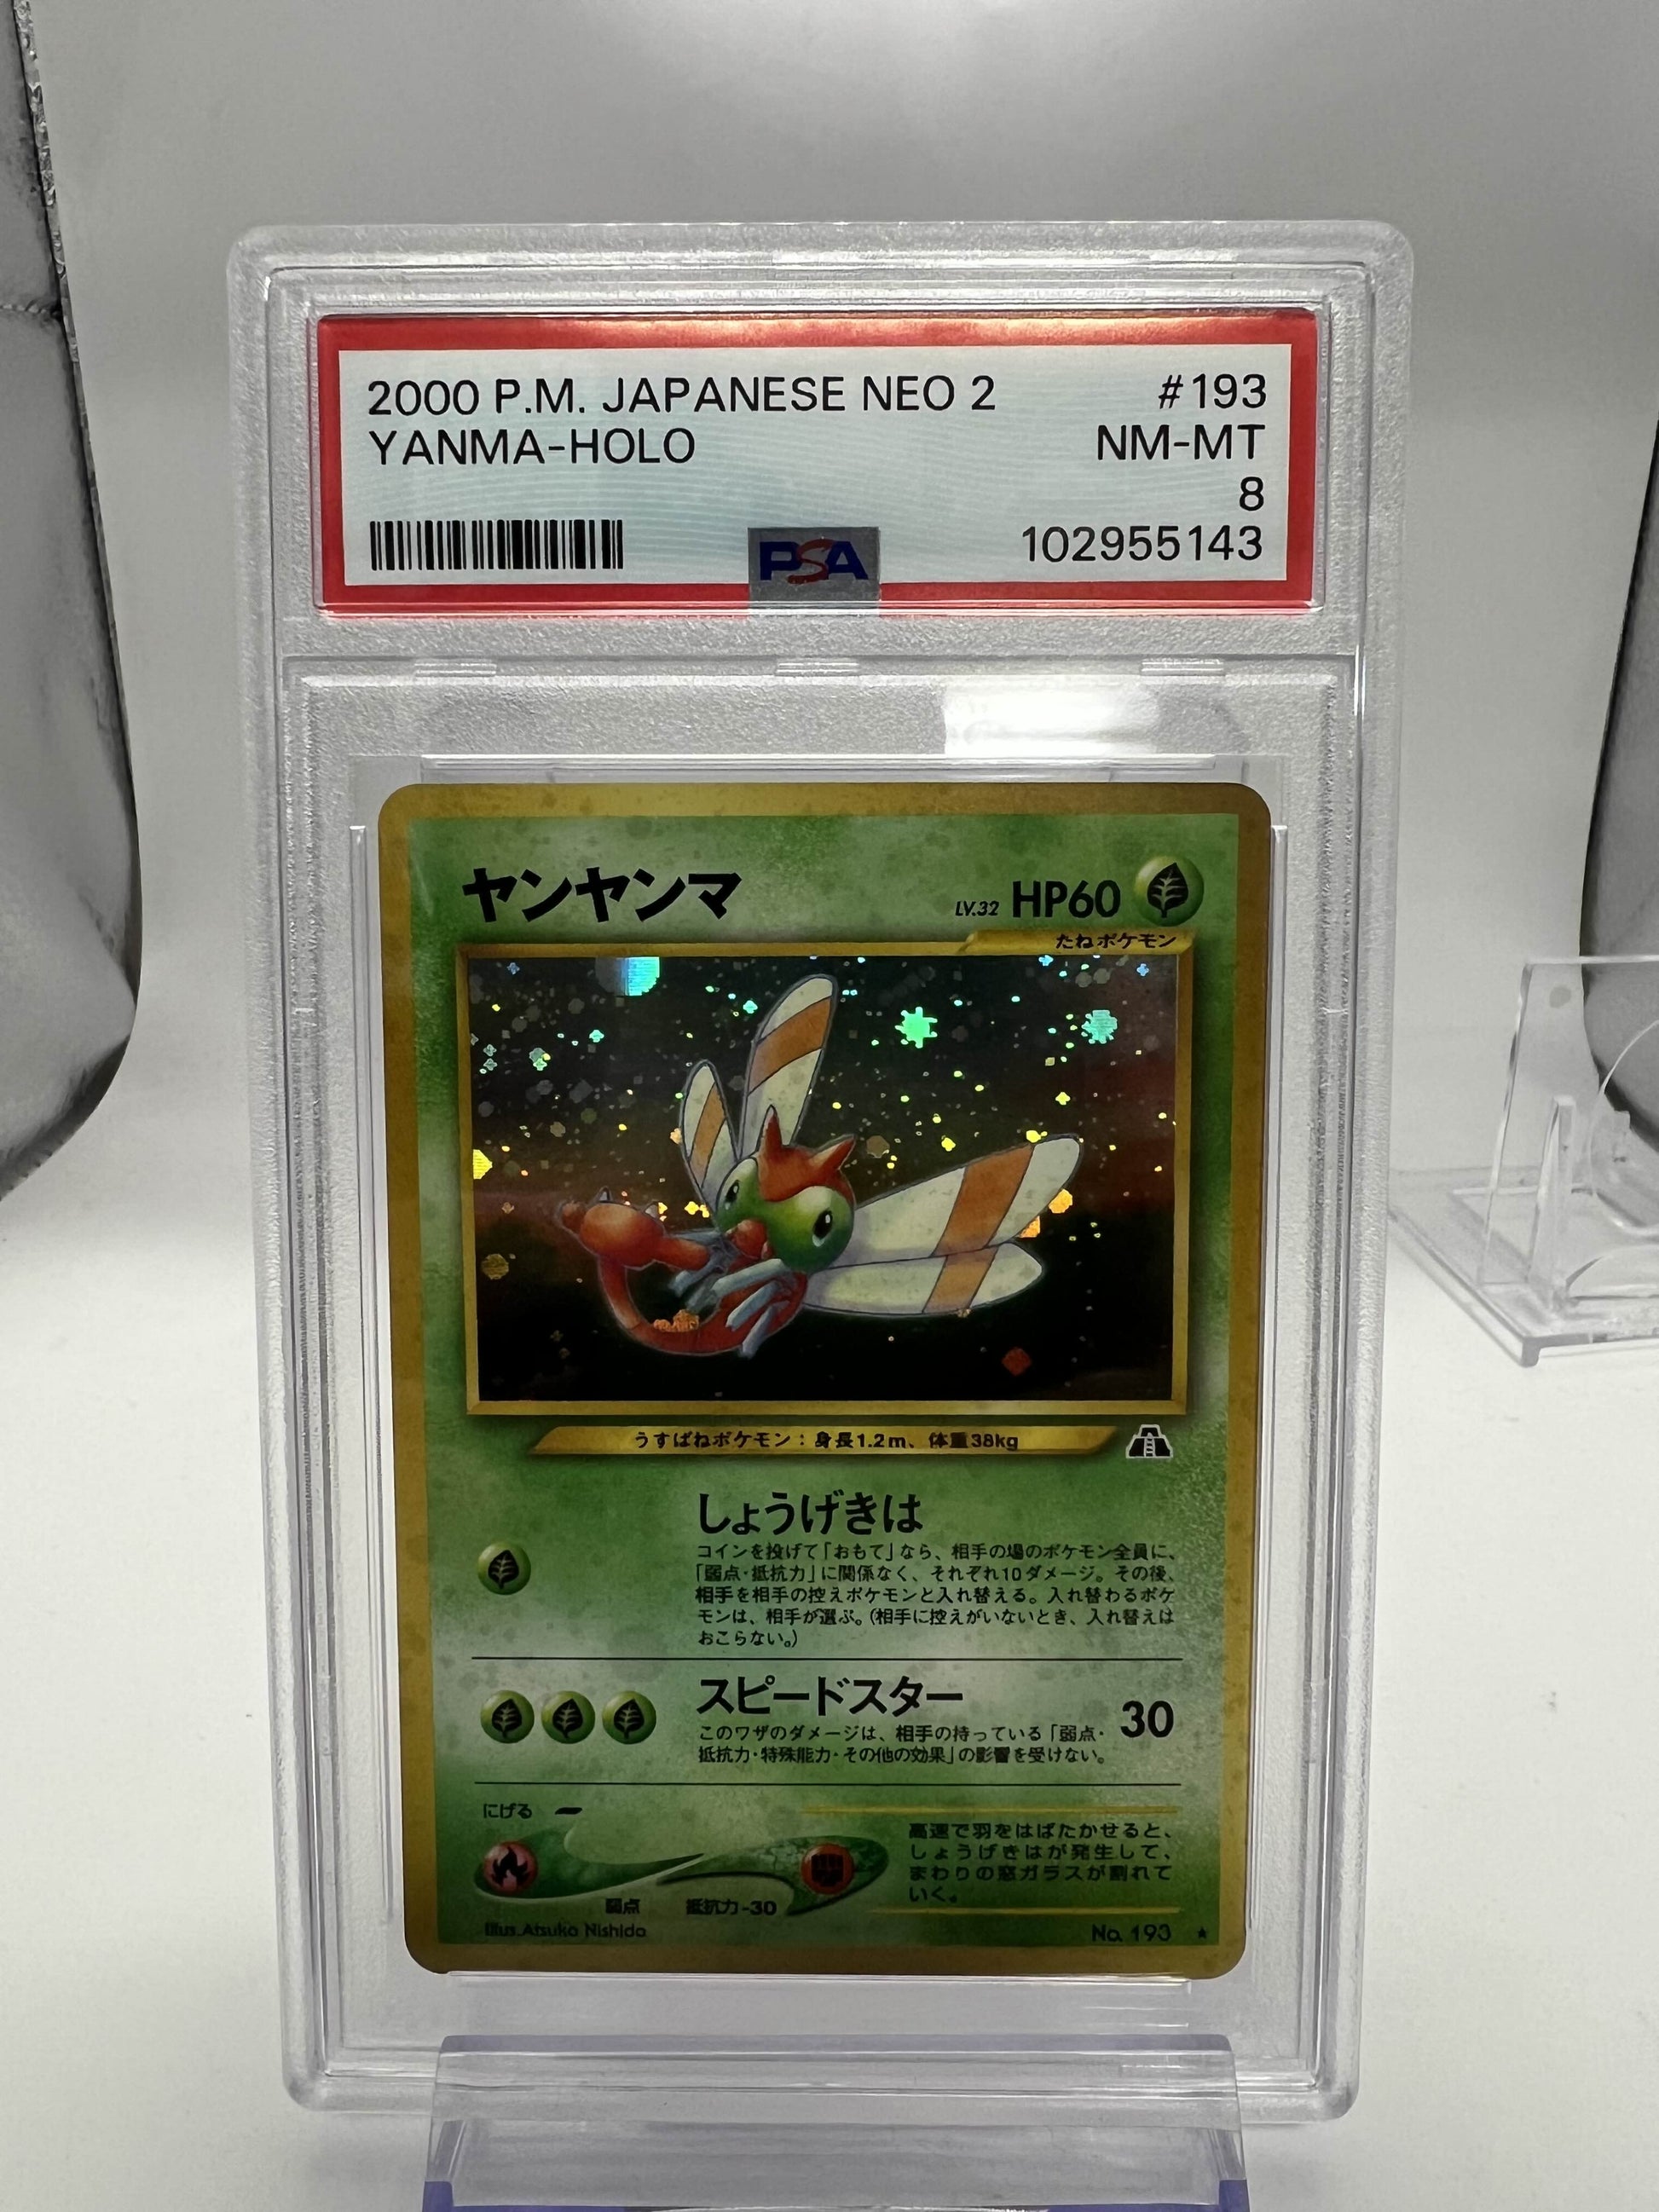 2000 P.M. JAPANESE NEO 2 #193
YANMA-HOLO NM-MT
8
PSA 102955143
ヤンヤンマ LV.32 HP60
たねポケモン
うすばねポケモン：身長1.2m、体重38kg
しょうげきは
コインを投げて「おもて」なら、相手の場のポケモン全員に、
「弱点・抵抗力」に関係なく、それぞれ10ダメージ。その後、
相手を相手の控えポケモンと入れ替える。入れ替わるポケ
モンは、相手が選ぶ。(相手に控えがいないとき、入れ替えは
おこらない。)
スピードスター 30
このワザのダメージは、相手の持っている「弱点・
抵抗力・特殊能力・その他の効果」の影響を受けない。
にげる
弱点 抵抗力-30
高速で羽をはばたかせると、
しょうげきはが発生して、
まわりの窓ガラスが割れて
いく。
Illus. Atsuko Nishida No. 193 ★